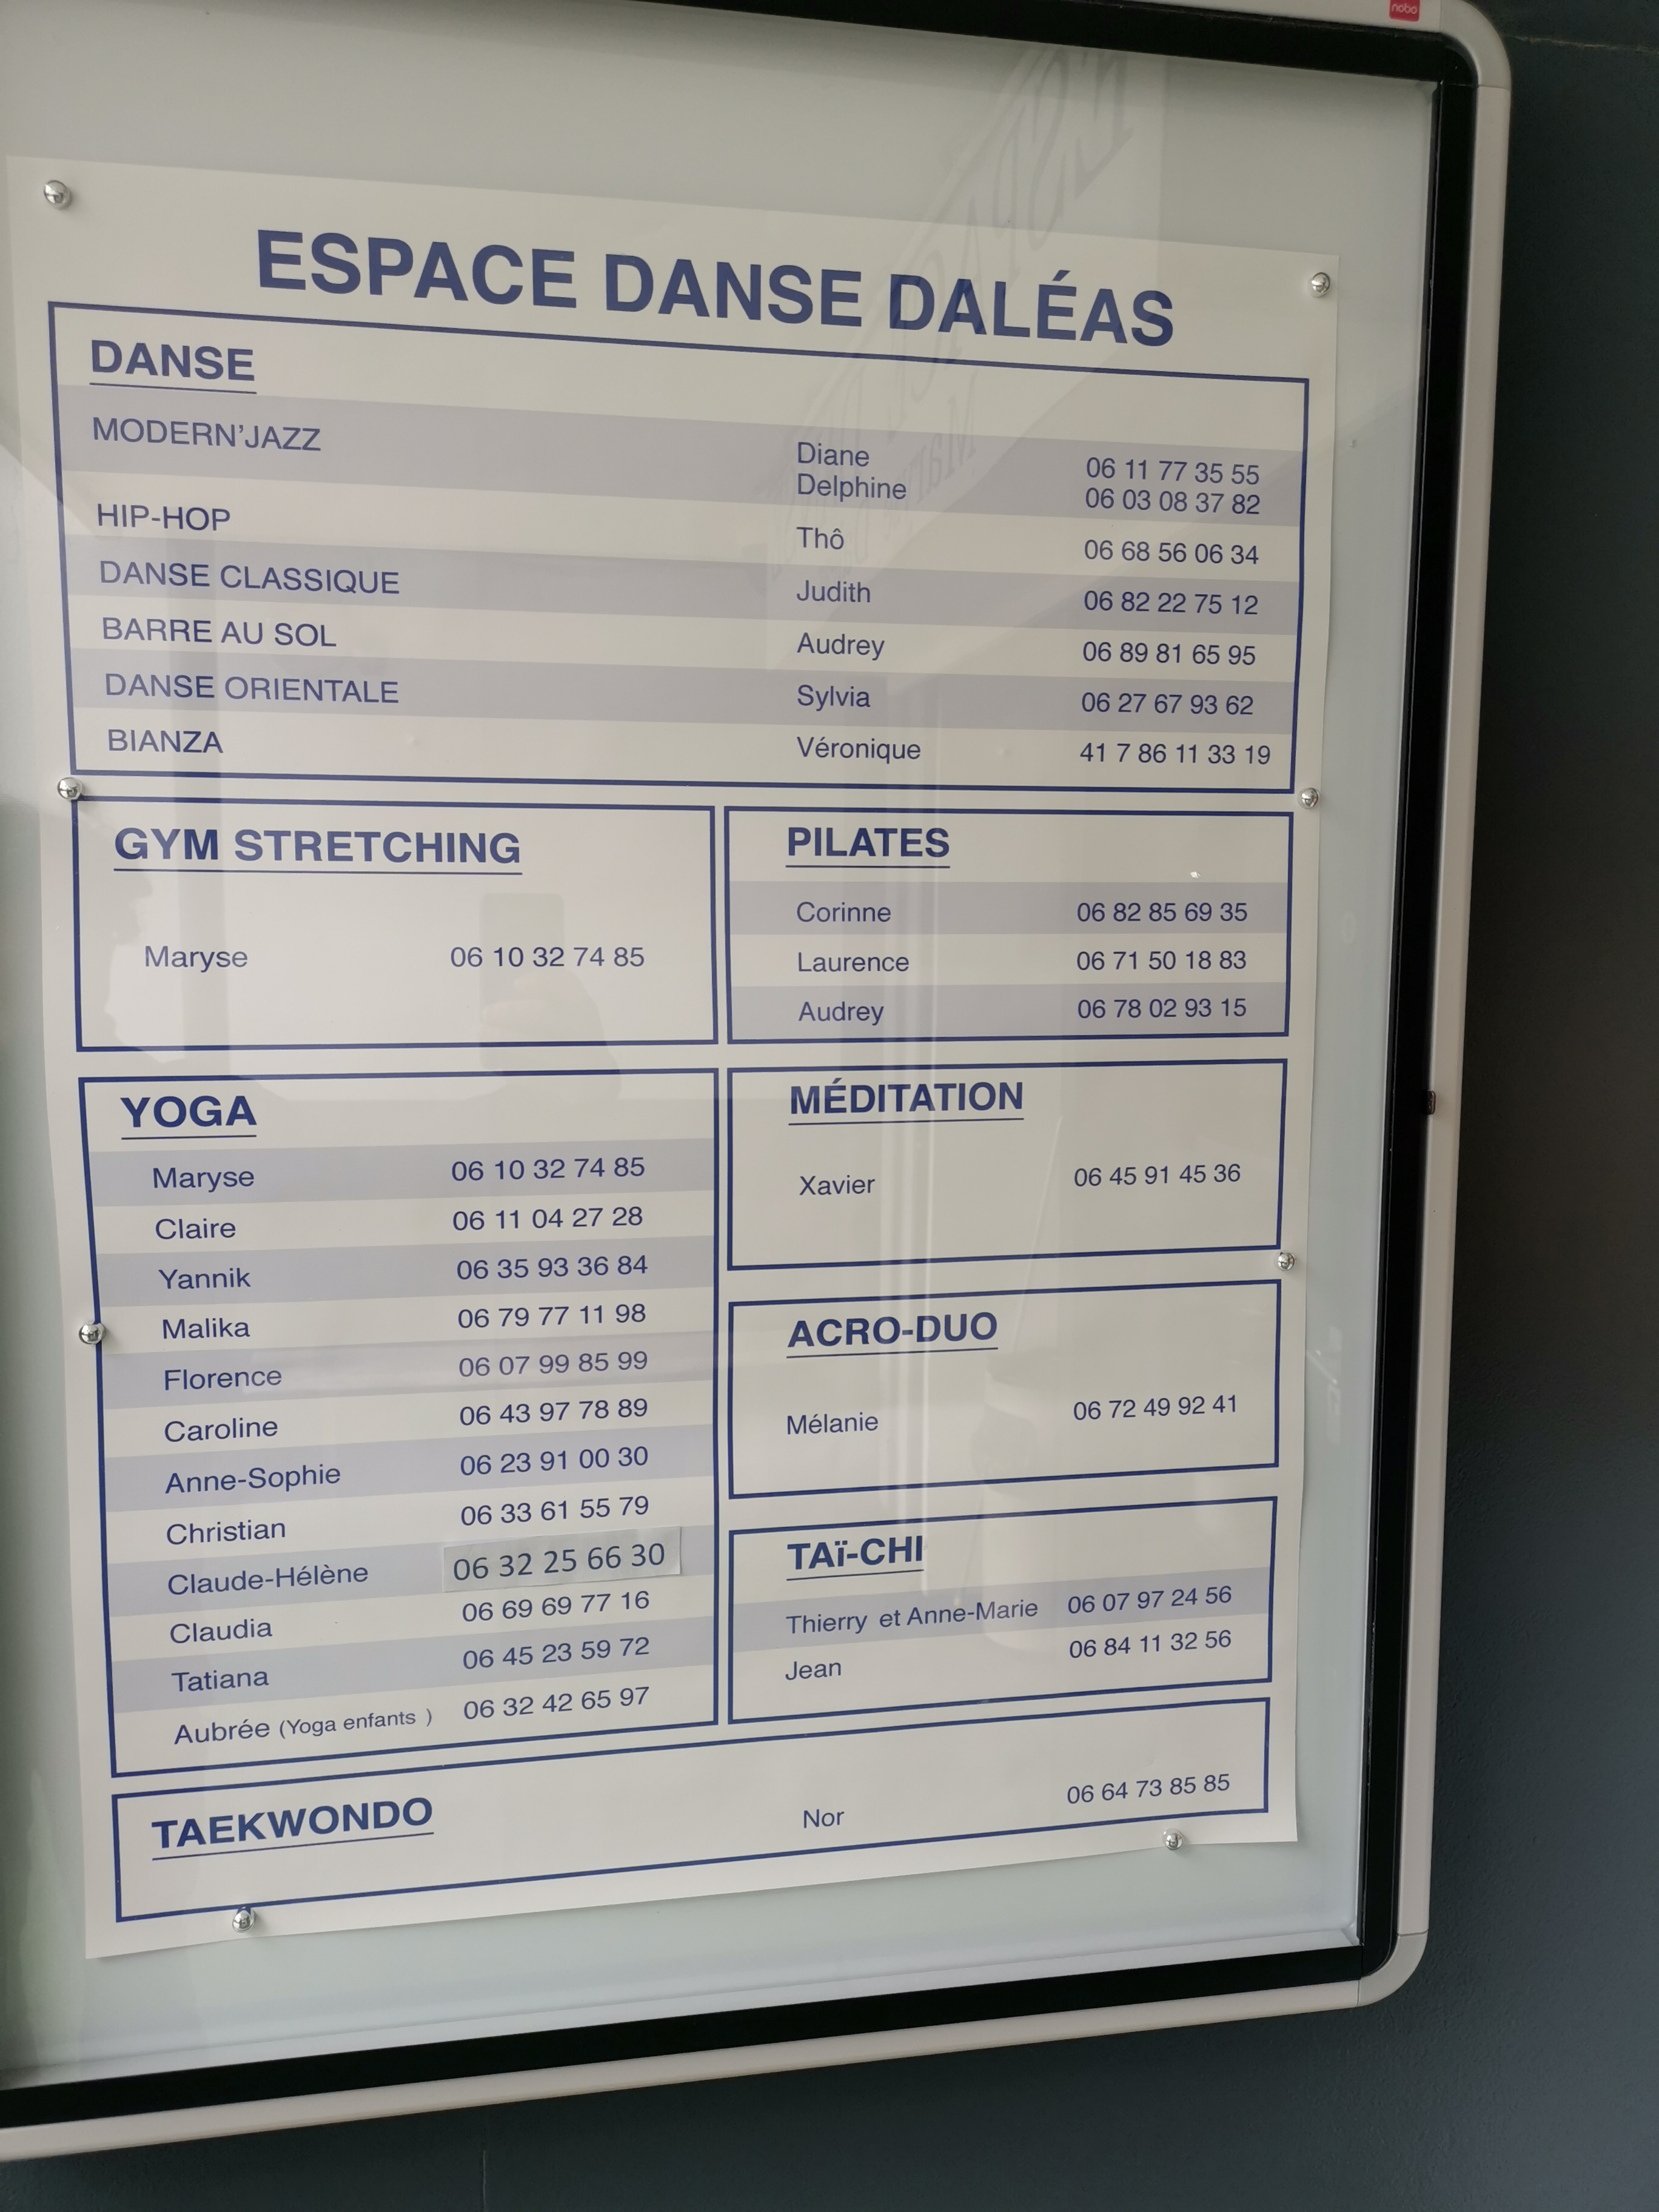 nobo
ESPACE DANSE DALÉAS
DANSE
MODERN'JAZZ Diane 06 11 77 35 55
Delphine 06 03 08 37 82
HIP-HOP Thô 06 68 56 06 34
DANSE CLASSIQUE Judith 06 82 22 75 12
BARRE AU SOL Audrey 06 89 81 65 95
DANSE ORIENTALE Sylvia 06 27 67 93 62
BIANZA Véronique 41 7 86 11 33 19
GYM STRETCHING
Maryse 06 10 32 74 85
PILATES
Corinne 06 82 85 69 35
Laurence 06 71 50 18 83
Audrey 06 78 02 93 15
YOGA
Maryse 06 10 32 74 85
Claire 06 11 04 27 28
Yannik 06 35 93 36 84
Malika 06 79 77 11 98
Florence 06 07 99 85 99
Caroline 06 43 97 78 89
Anne-Sophie 06 23 91 00 30
Christian 06 33 61 55 79
Claude-Hélène 06 32 25 66 30
Claudia 06 69 69 77 16
Tatiana 06 45 23 59 72
Aubrée (Yoga enfants ) 06 32 42 65 97
MÉDITATION
Xavier 06 45 91 45 36
ACRO-DUO
Mélanie 06 72 49 92 41
TAï-CHI
Thierry et Anne-Marie 06 07 97 24 56
Jean 06 84 11 32 56
TAEKWONDO Nor 06 64 73 85 85